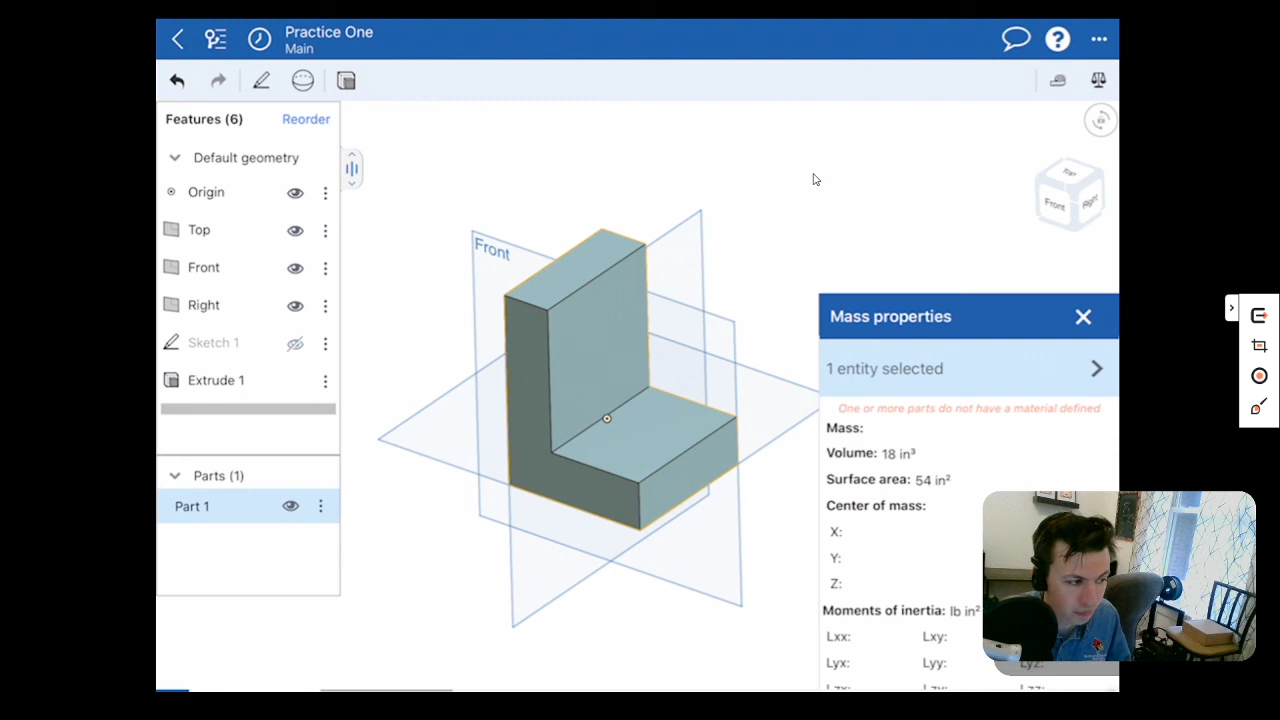 Practice One
Main
Features (6)
Reorder
Default geometry
Origin
Top
Front
Right
Sketch 1
Extrude 1
Parts (1)
Part 1
Front
Top
Front
Right
Mass properties
1 entity selected
One or more parts do not have a material defined
Mass:
Volume: 18 in³
Surface area: 54 in²
Center of mass:
X:
Y:
Z:
Moments of inertia: lb in²
Lxx: Lxy:
Lyx: Lyy: Lyz: